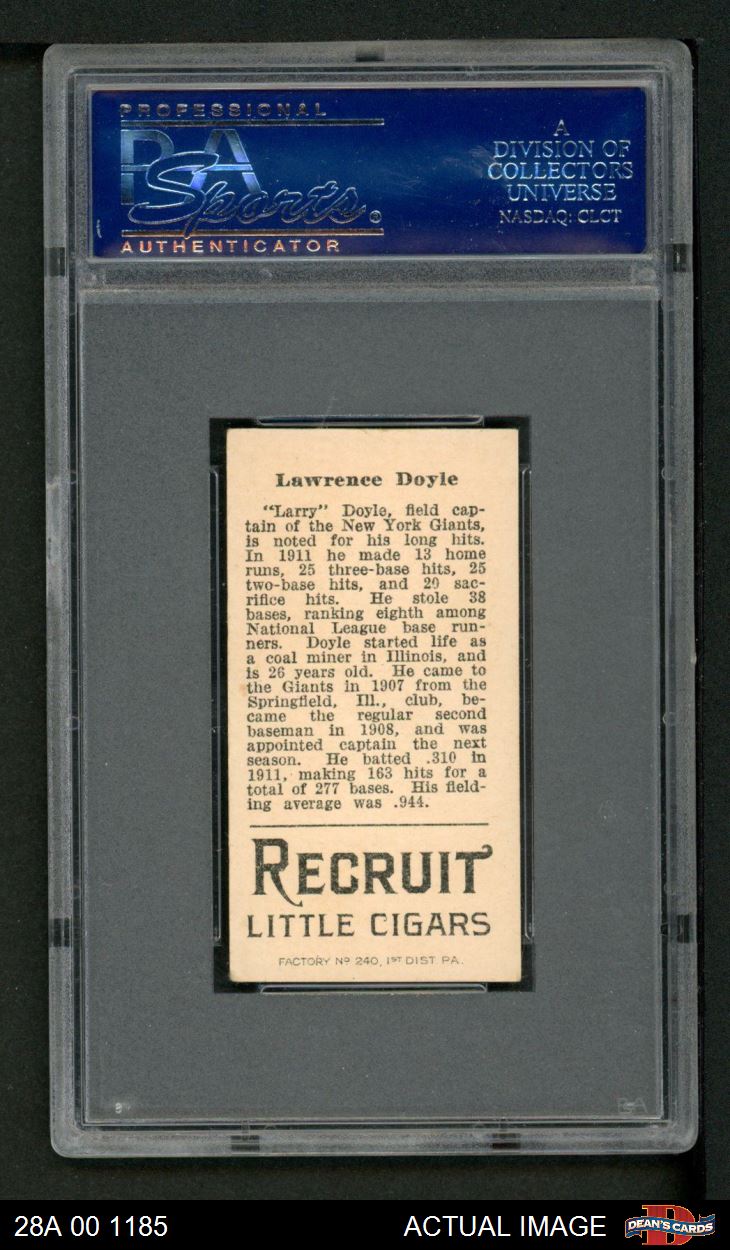 PROFESSIONAL
PSA
Sports®
AUTHENTICATOR
A
DIVISION OF
COLLECTORS
UNIVERSE
NASDAQ: CLCT
Lawrence Doyle
"Larry" Doyle, field cap-
tain of the New York Giants,
is noted for his long hits.
In 1911 he made 13 home
runs, 25 three-base hits, 25
two-base hits, and 20 sac-
rifice hits. He stole 38
bases, ranking eighth among
National League base run-
ners. Doyle started life as
a coal miner in Illinois, and
is 26 years old. He came to
the Giants in 1907 from the
Springfield, Ill., club, be-
came the regular second
baseman in 1908, and was
appointed captain the next
season. He batted .310 in
1911, making 163 hits for a
total of 277 bases. His field-
ing average was .944.
RECRUIT
LITTLE CIGARS
FACTORY Nº 240, 1ST DIST. PA.
28A 00 1185
ACTUAL IMAGE
DEAN'S CARDS